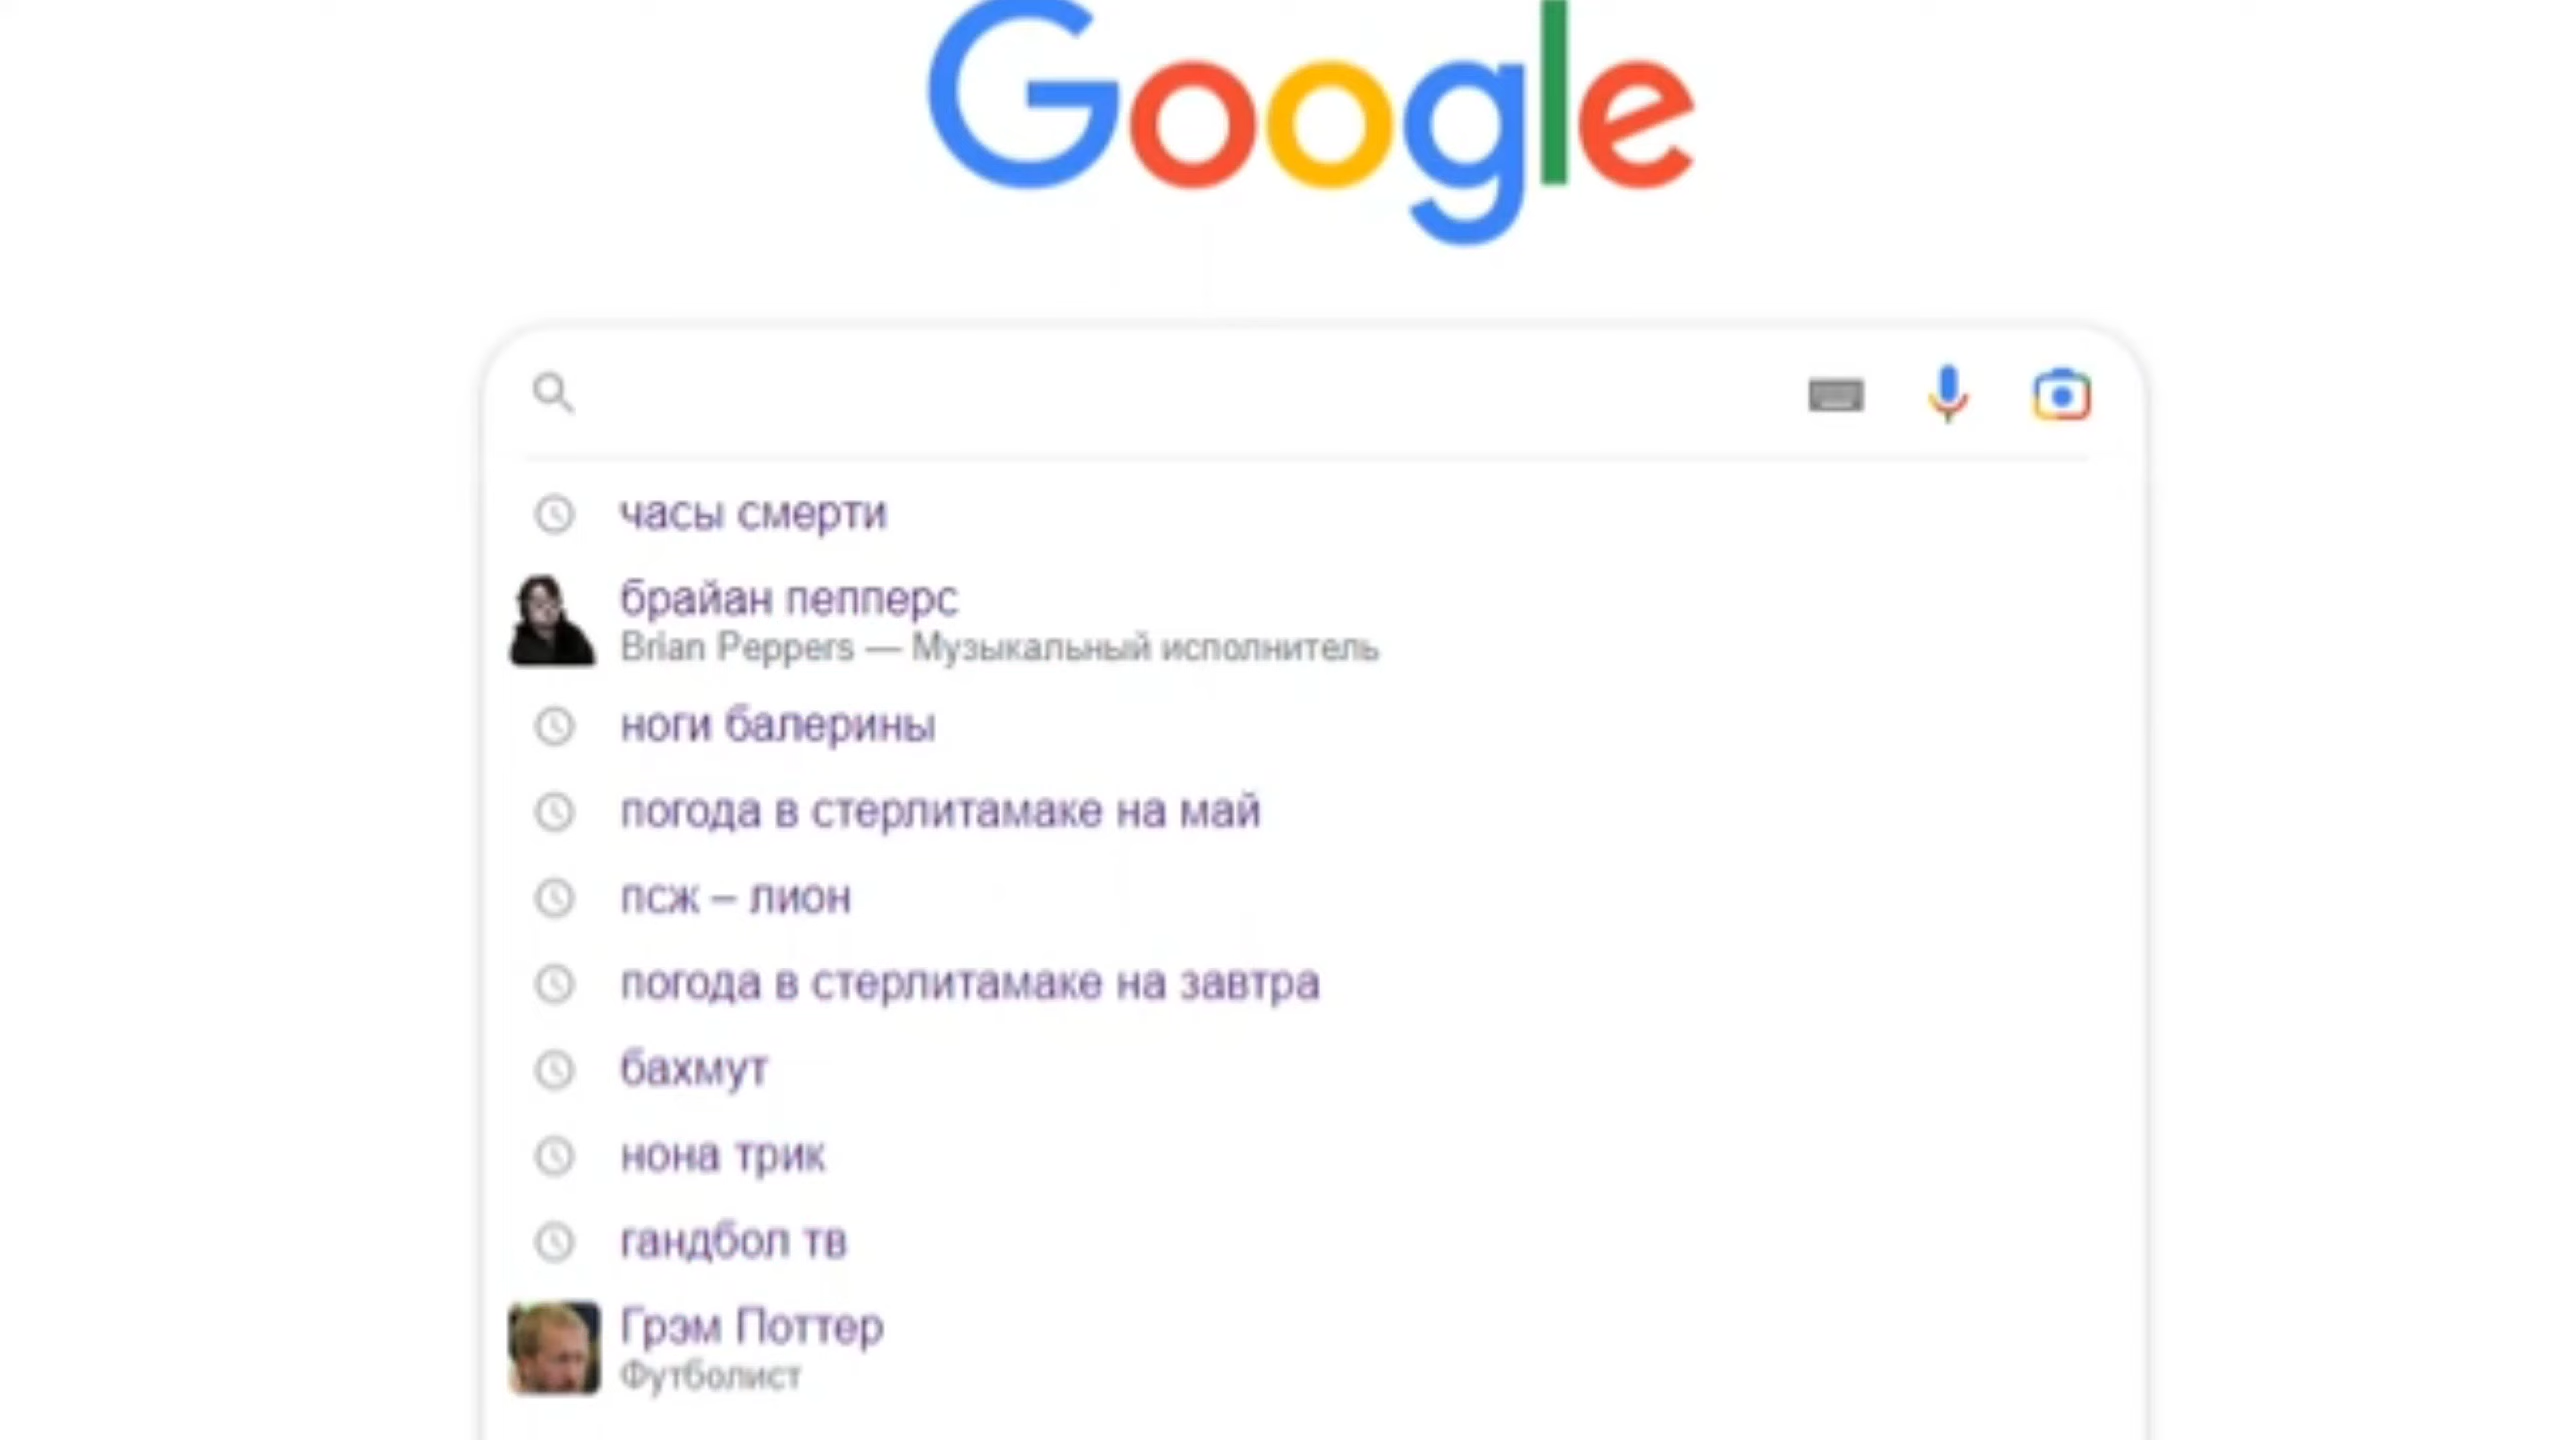 Google
часы смерти
брайан пепперс
Brian Peppers — Музыкальный исполнитель
ноги балерины
погода в стерлитамаке на май
псж – лион
погода в стерлитамаке на завтра
бахмут
нона трик
гандбол тв
Грэм Поттер
Футболист